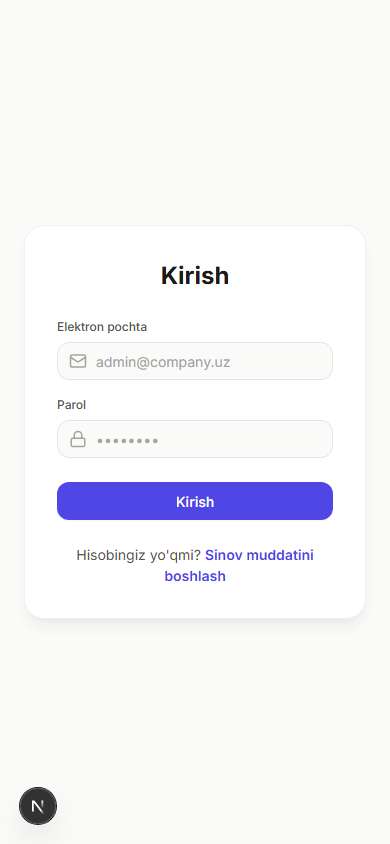 Kirish
Elektron pochta
admin@company.uz
Parol
••••••••
Kirish
Hisobingiz yo'qmi? Sinov muddatini
boshlash
N